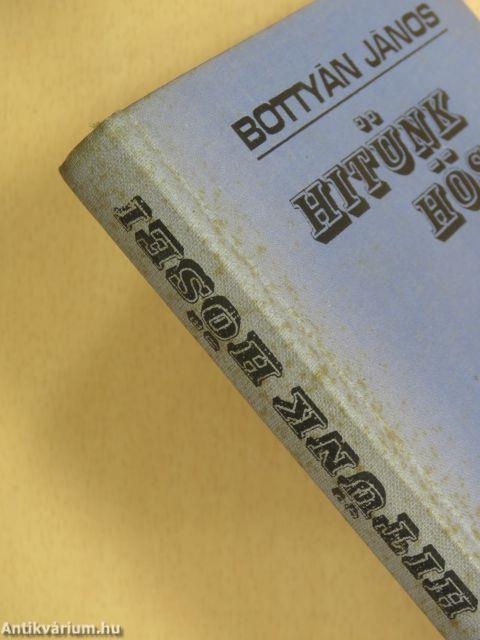 BOTTYÁN JÁNOS
HITÜNK
HŐS
HITÜNK HŐSEI
Antikvárium.hu